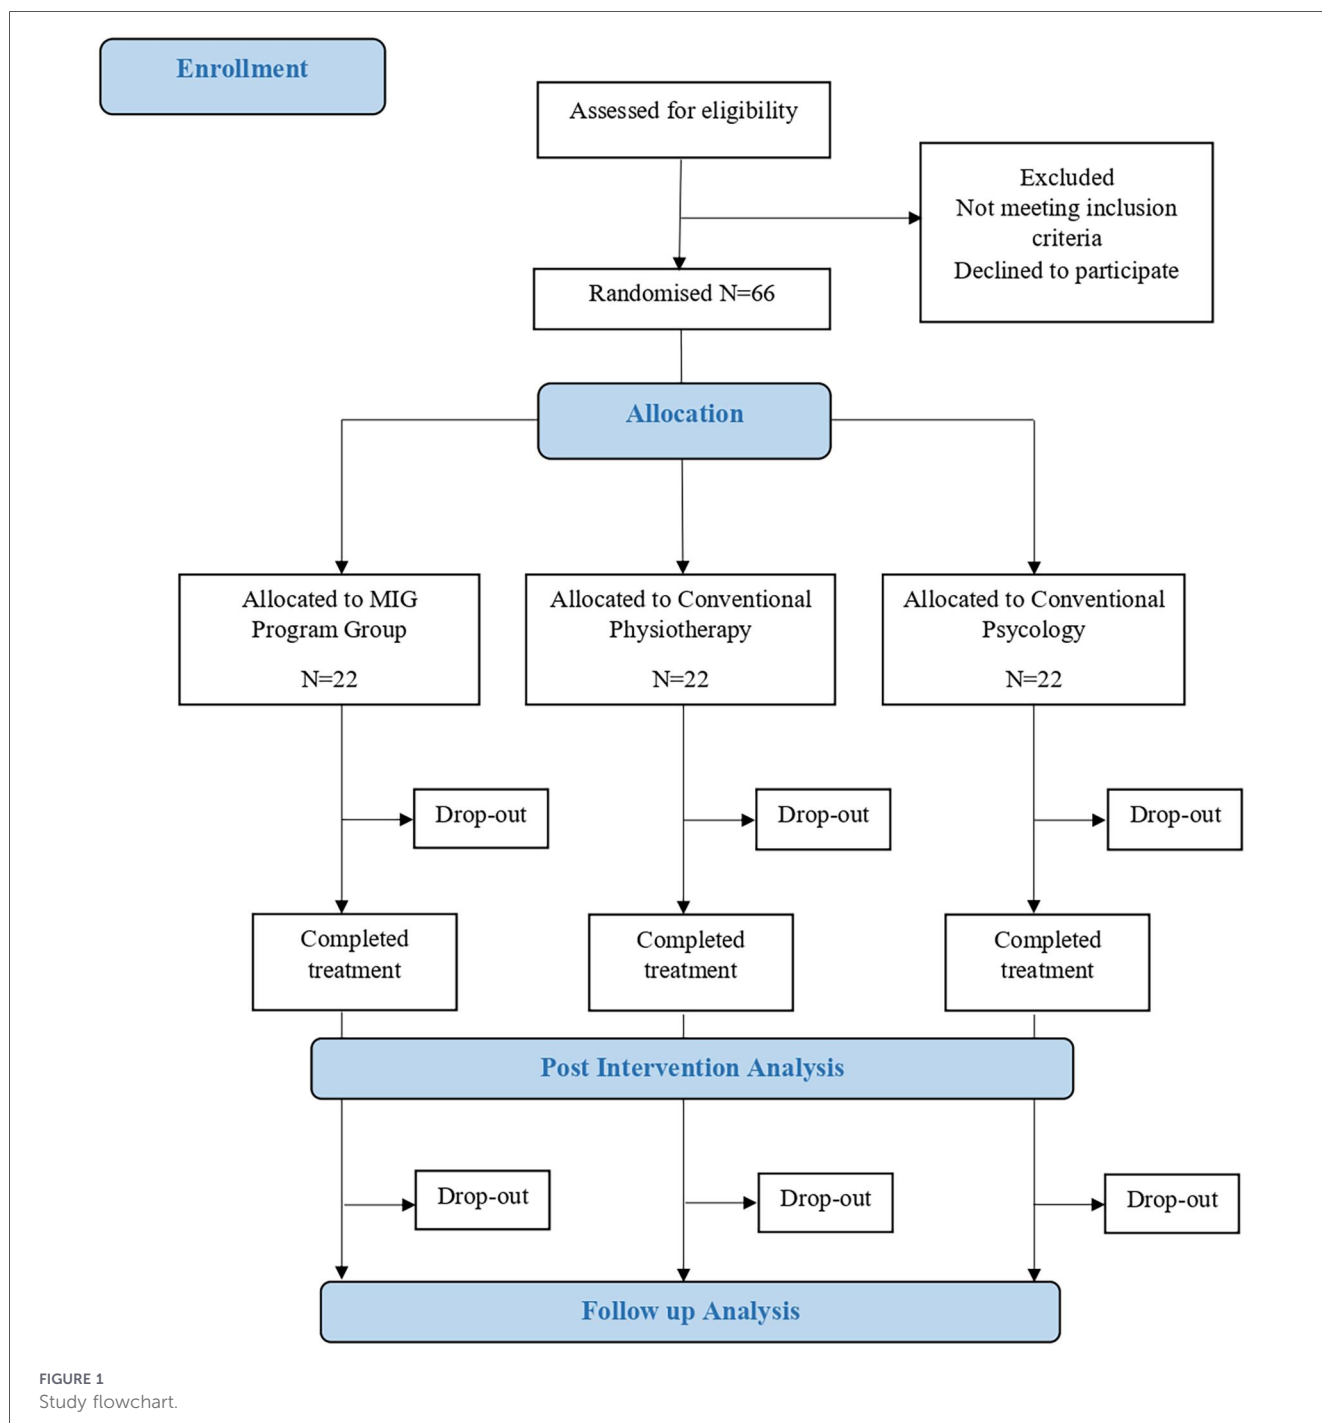 Enrollment
Assessed for eligibility
Excluded
Not meeting inclusion
criteria
Declined to participate
Randomised N=66
Allocation
Allocated to MIG
Program Group
N=22
Allocated to Conventional
Physiotherapy
N=22
Allocated to Conventional
Psycology
N=22
Drop-out
Drop-out
Drop-out
Completed
treatment
Completed
treatment
Completed
treatment
Post Intervention Analysis
Drop-out
Drop-out
Drop-out
Follow up Analysis
FIGURE 1
Study flowchart.